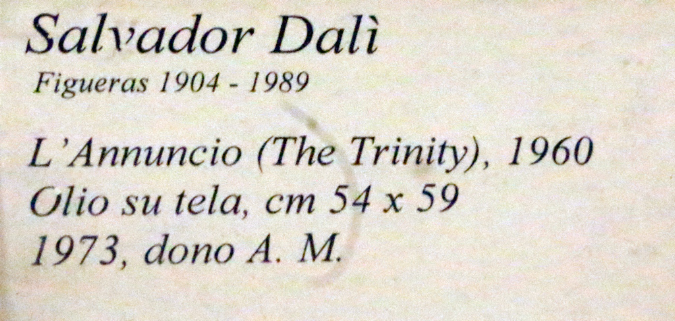 Salvador Dalì
Figueras 1904 - 1989
L'Annuncio (The Trinity), 1960
Olio su tela, cm 54 x 59
1973, dono A. M.